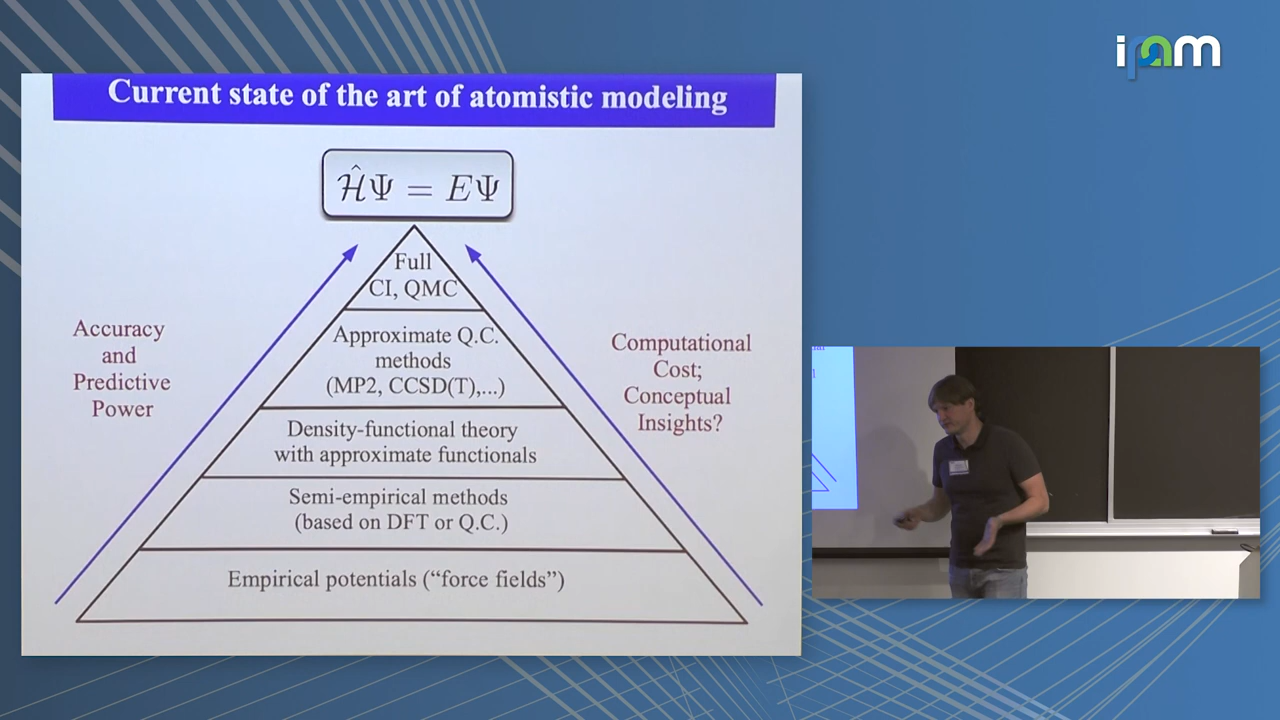 ipam
Current state of the art of atomistic modeling
ĤΨ = EΨ
Full
CI, QMC
Approximate Q.C.
methods
(MP2, CCSD(T),...)
Density-functional theory
with approximate functionals
Semi-empirical methods
(based on DFT or Q.C.)
Empirical potentials (“force fields”)
Accuracy
and
Predictive
Power
Computational
Cost;
Conceptual
Insights?